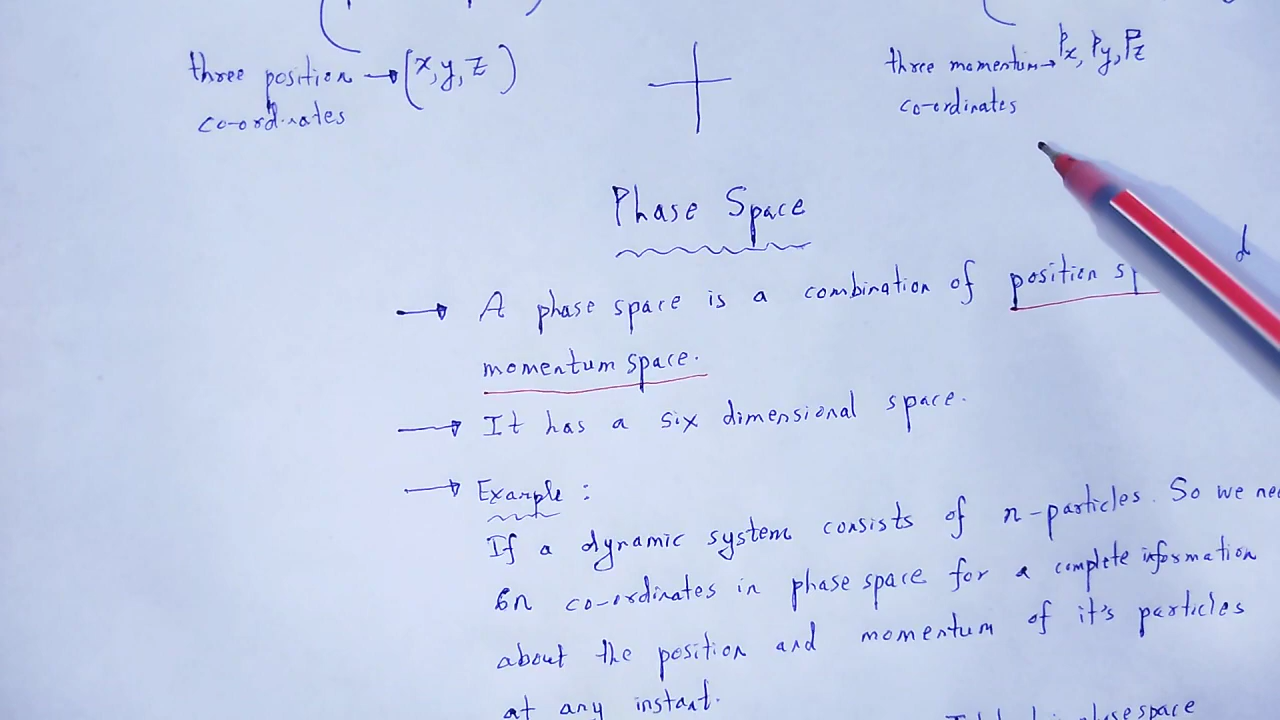 three position → (x, y, z)
co-ordinates
+
three momentum → Px, Py, Pz
co-ordinates
Phase Space
→ A phase space is a combination of position
d
momentum space.
→ It has a six dimensional space.
→ Example :
If a dynamic system consists of n-particles. So we
6n co-ordinates in phase space for a complete information
about the position and momentum of it's particles
at any instant.
phase space